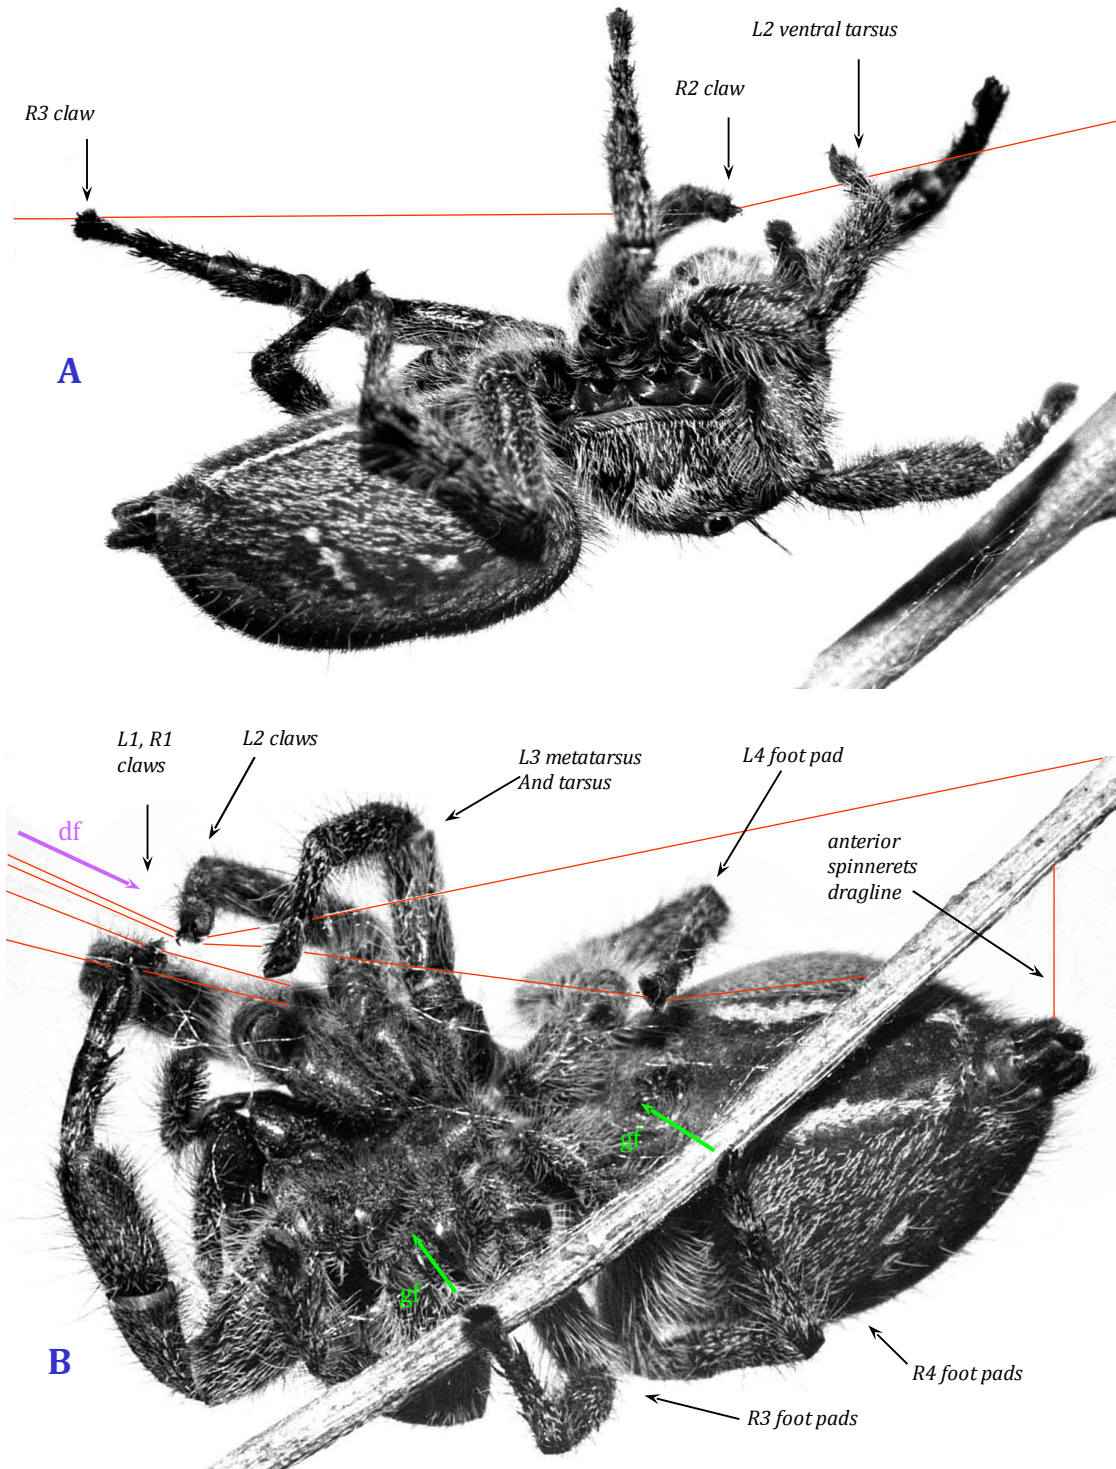 L2 ventral tarsus
R2 claw
R3 claw
A
L1, R1
claws
L2 claws
L3 metatarsus
And tarsus
L4 foot pad
df
anterior
spinnerets
dragline
gf
gf
B
R4 foot pads
R3 foot pads